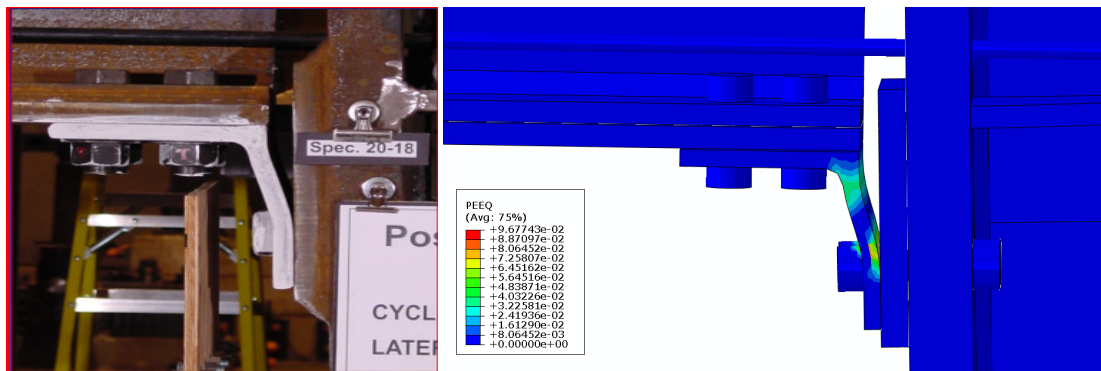 Spec. 20-18
Pos
CYCL
LATE
PEEQ
(Avg: 75%)
+9.67743e-02
+8.87097e-02
+8.06452e-02
+7.25807e-02
+6.45162e-02
+5.64516e-02
+4.83871e-02
+4.03226e-02
+3.22581e-02
+2.41936e-02
+1.61290e-02
+8.06452e-03
+0.00000e+00